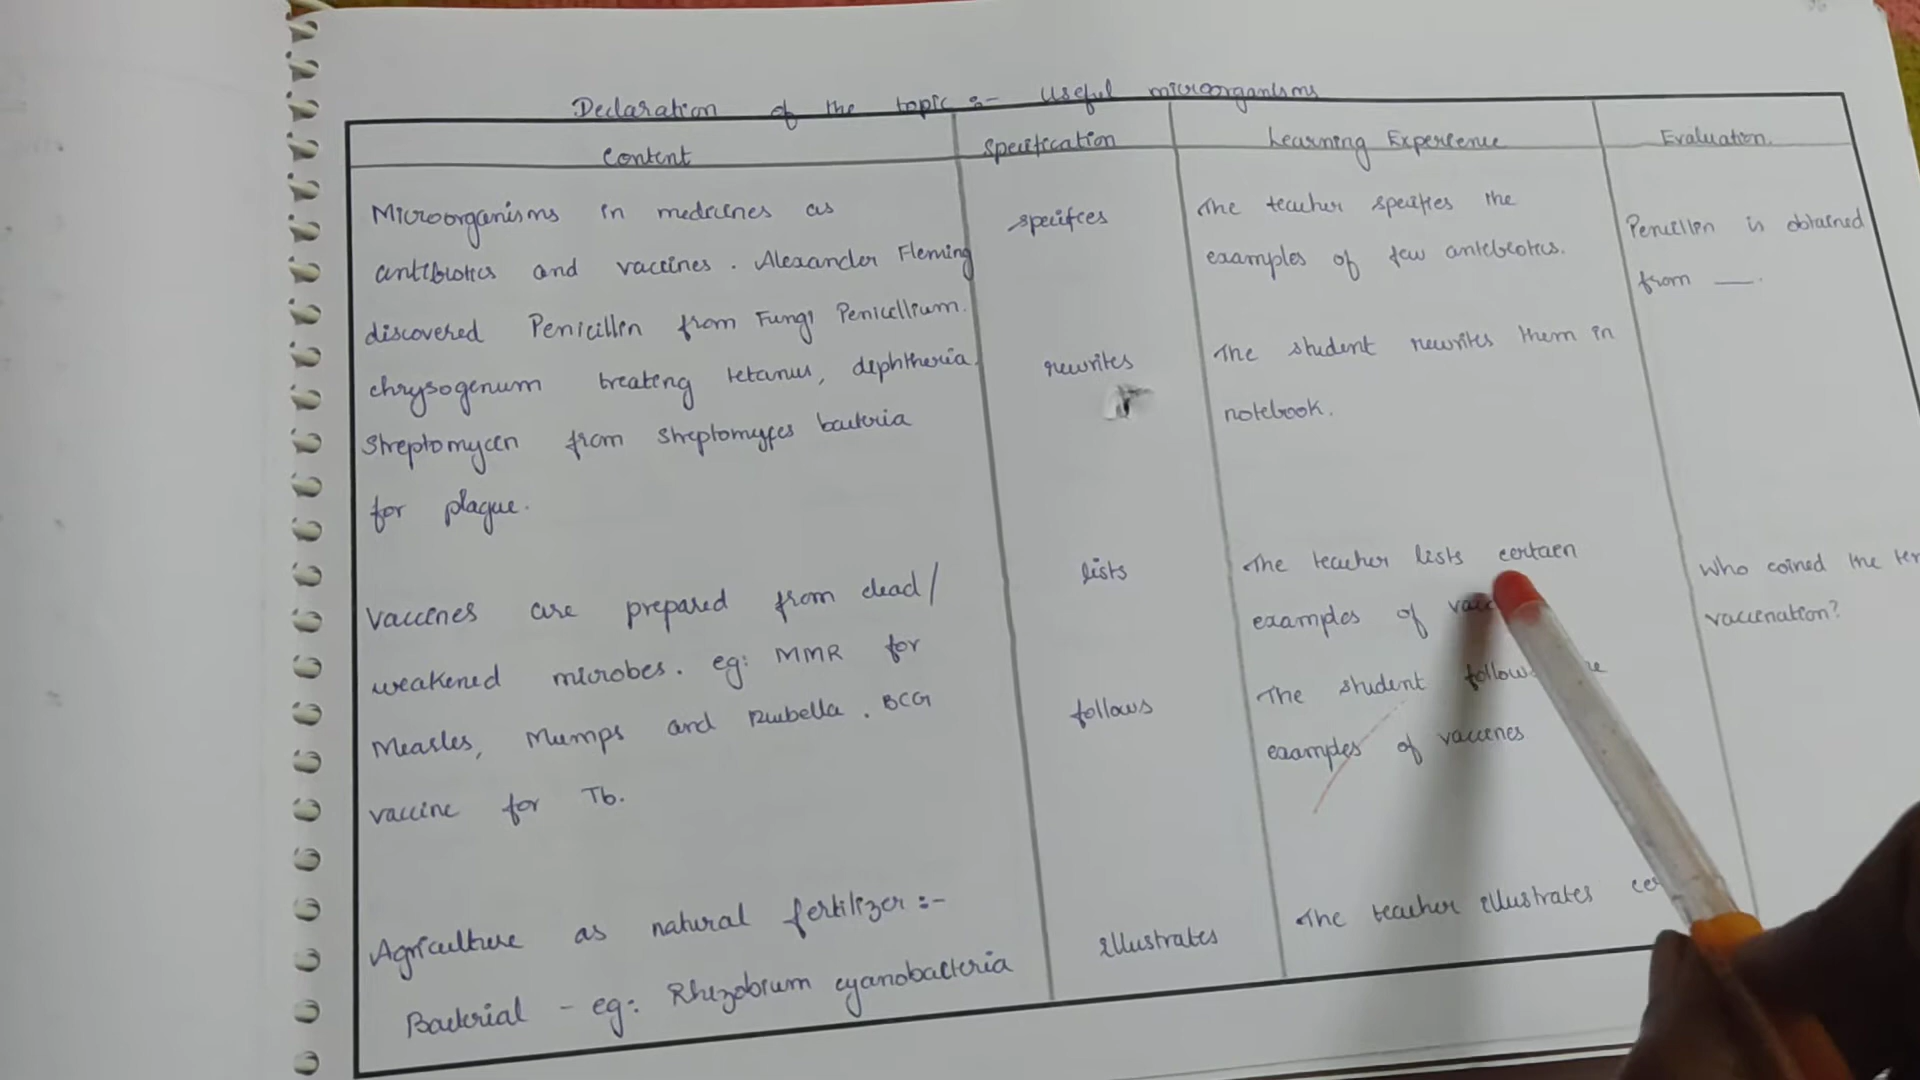 Declaration of the topic :- Useful microorganisms
Content
Specification
Learning Experience
Evaluation.
Microorganisms in medicines as
antibiotics and vaccines. Alexander Fleming
discovered Penicillin from Fungi Penicillium
chrysogenum treating tetanus, diphtheria.
Streptomycin from Streptomyces bacteria
for plague.
Vaccines are prepared from dead/
weakened microbes. eg: MMR for
Measles, Mumps and Rubella. BCG
vaccine for Tb.
Agriculture as natural fertilizer :-
Bacterial - eg: Rhizobium cyanobacteria
specifies
rewrites
lists
follows
illustrates
The teacher specifies the
examples of few antibiotics.
The student rewrites them in
notebook.
The teacher lists certain
examples of
The student follows
examples of vaccines
The teacher illustrates
Penicillin is obtained
from ___.
Who coined the
vaccination?